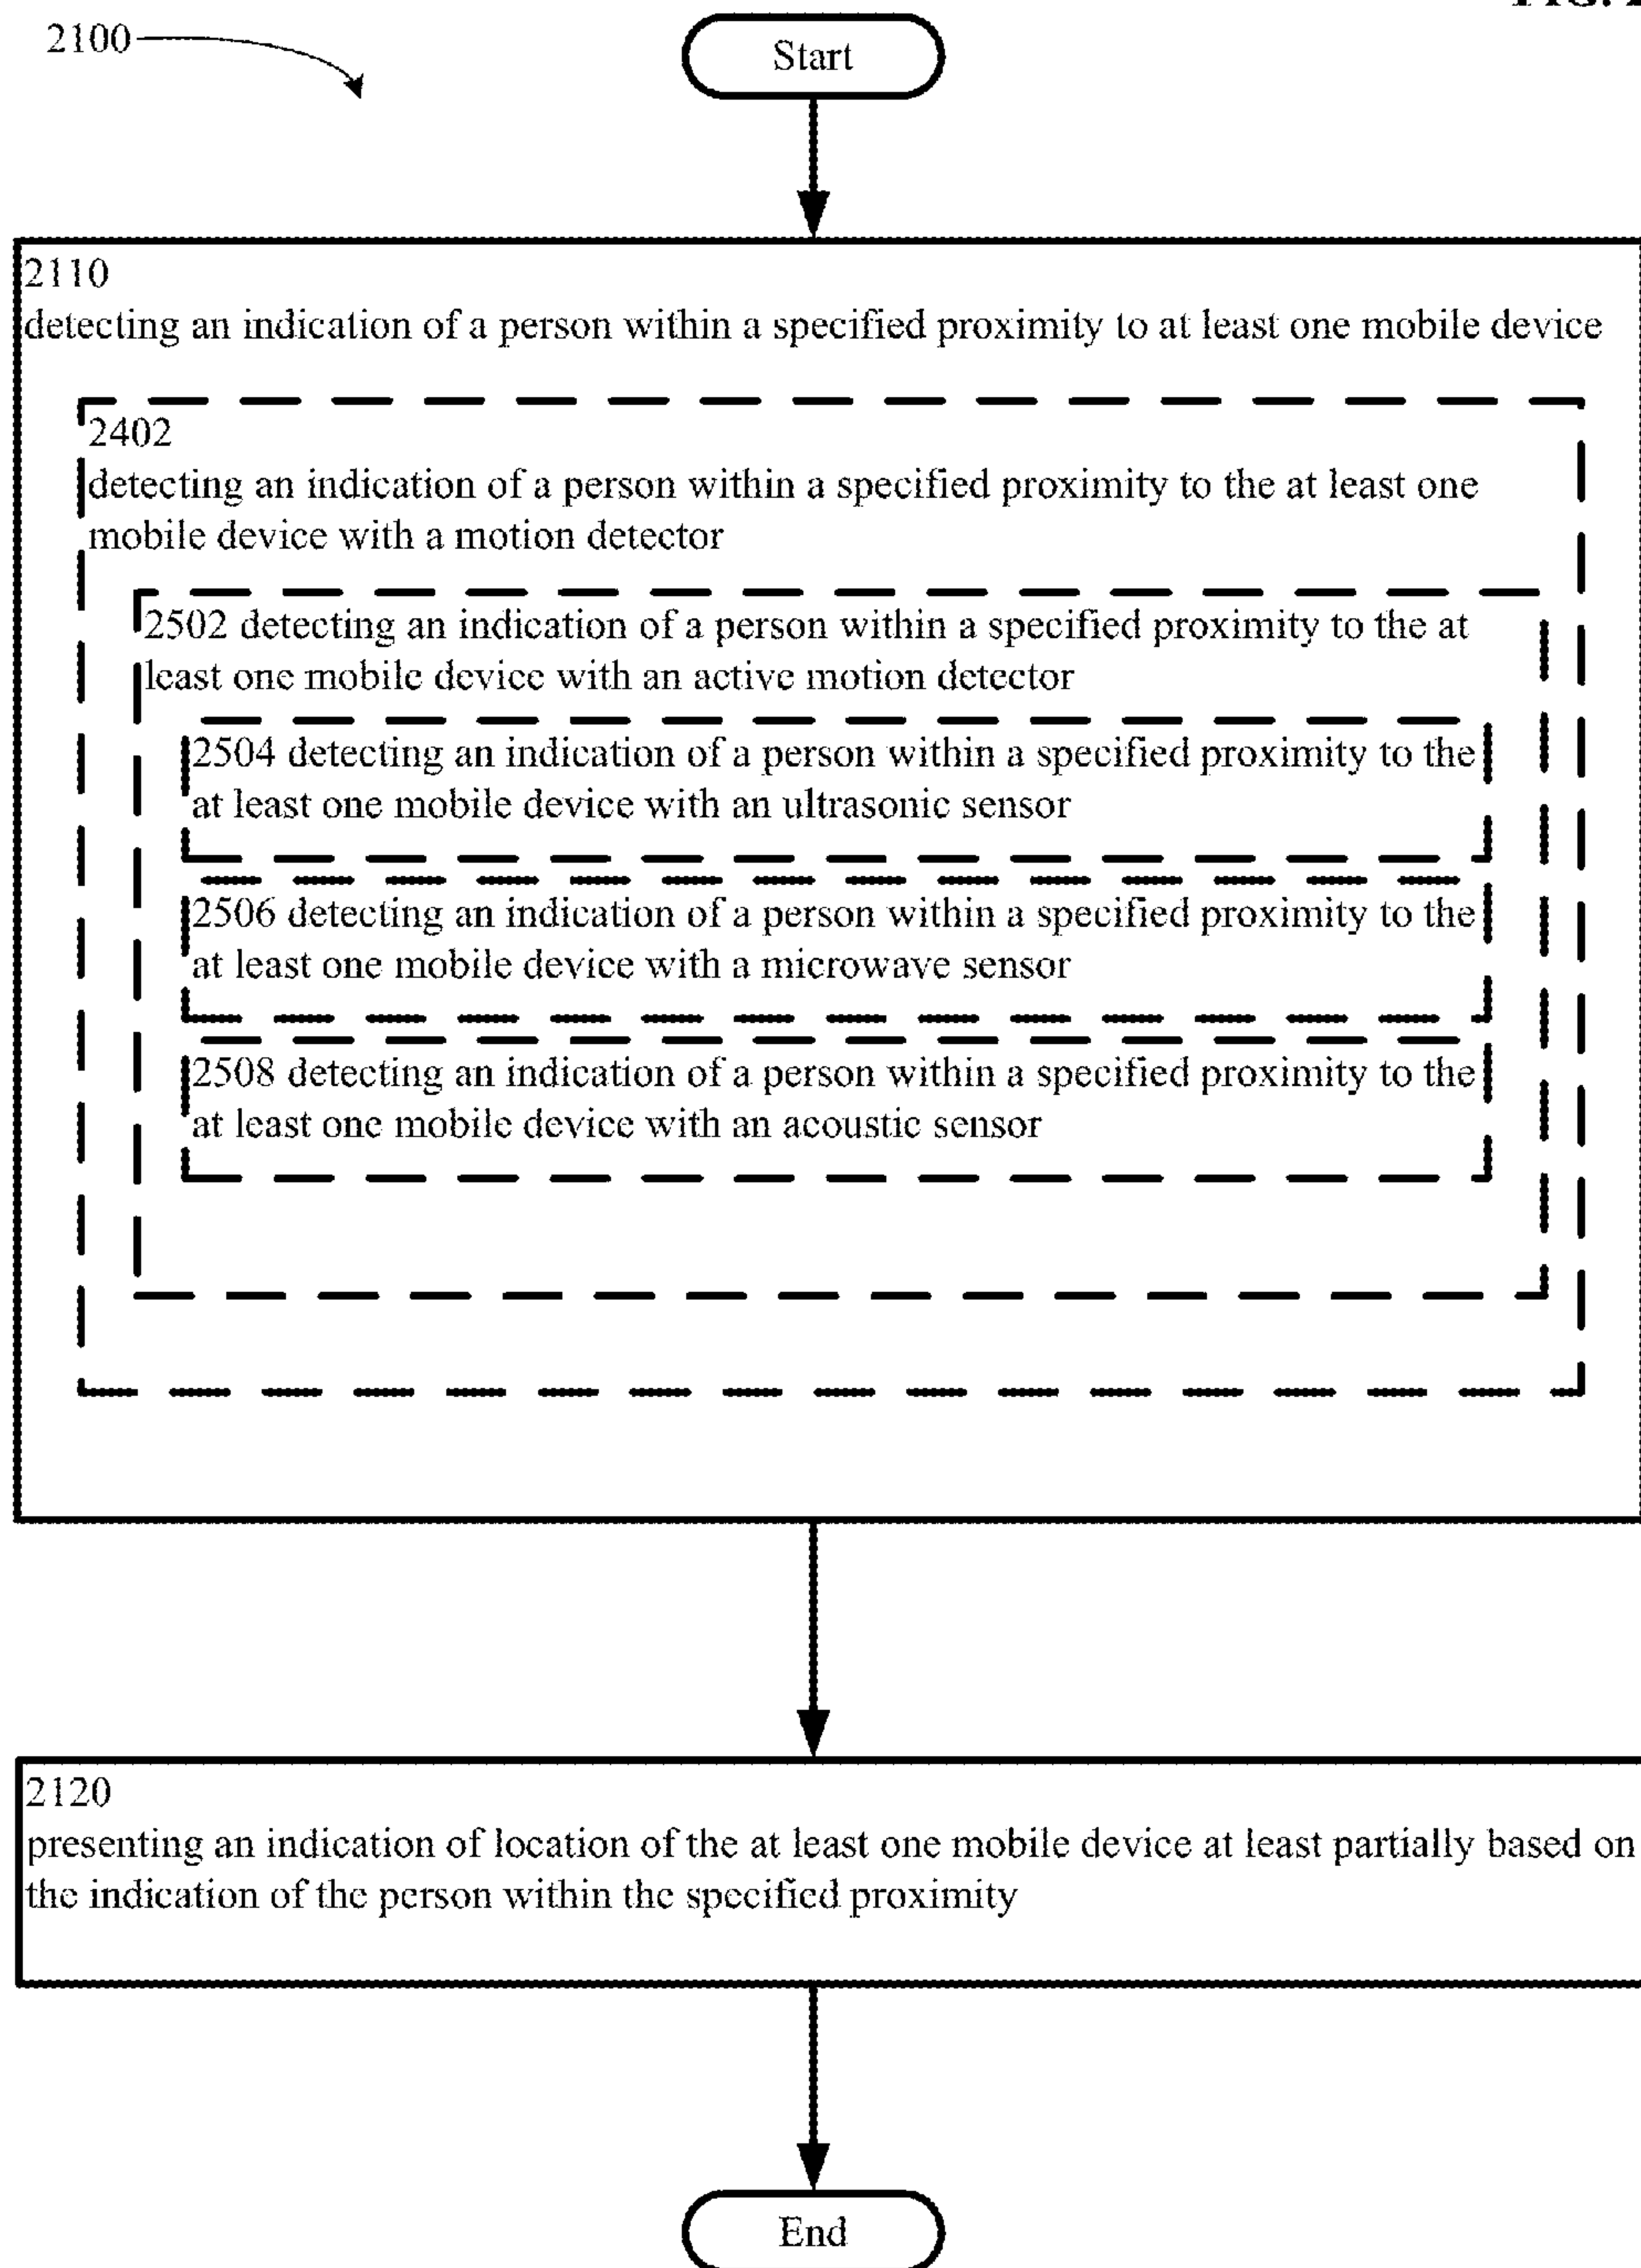 2100
Start
2110
detecting an indication of a person within a specified proximity to at least one mobile device
2402
detecting an indication of a person within a specified proximity to the at least one
mobile device with a motion detector
2502 detecting an indication of a person within a specified proximity to the at
least one mobile device with an active motion detector
2504 detecting an indication of a person within a specified proximity to the
at least one mobile device with an ultrasonic sensor
2506 detecting an indication of a person within a specified proximity to the
at least one mobile device with a microwave sensor
2508 detecting an indication of a person within a specified proximity to the
at least one mobile device with an acoustic sensor
2120
presenting an indication of location of the at least one mobile device at least partially based on
the indication of the person within the specified proximity
End